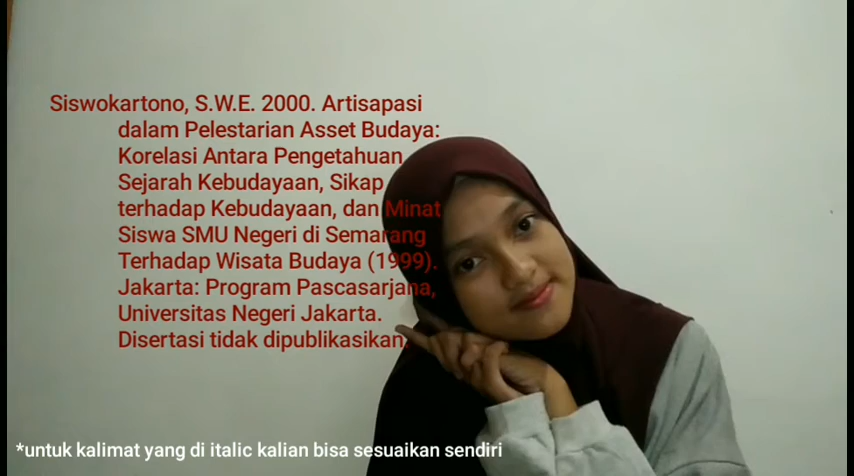 Siswokartono, S.W.E. 2000. Artisapasi
dalam Pelestarian Asset Budaya:
Korelasi Antara Pengetahuan
Sejarah Kebudayaan, Sikap
terhadap Kebudayaan, dan Minat
Siswa SMU Negeri di Semarang
Terhadap Wisata Budaya (1999).
Jakarta: Program Pascasarjana,
Universitas Negeri Jakarta.
Disertasi tidak dipublikasikan.
*untuk kalimat yang di italic kalian bisa sesuaikan sendiri